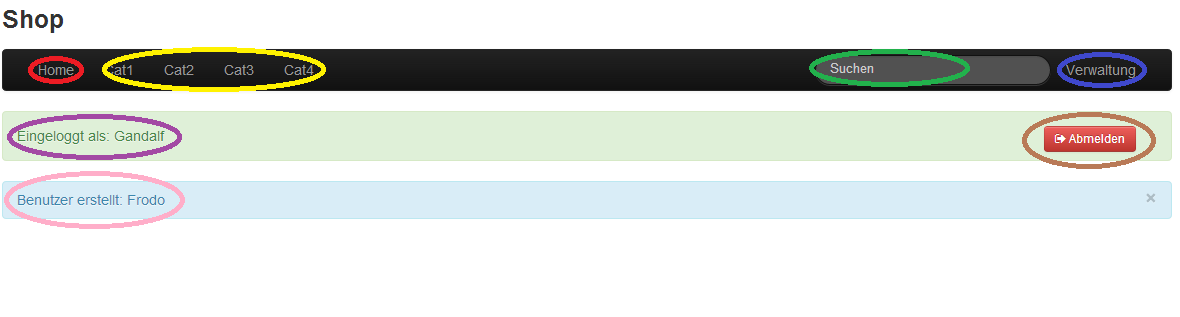 Shop
Home Cat1 Cat2 Cat3 Cat4 Suchen Verwaltung
Eingeloggt als: Gandalf Abmelden
Benutzer erstellt: Frodo ×